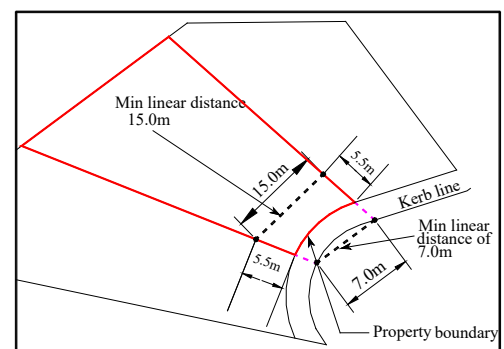 Min linear distance
15.0m
15.0m
5.5m
Kerb line
Min linear
distance of
7.0m
5.5m
7.0m
Property boundary